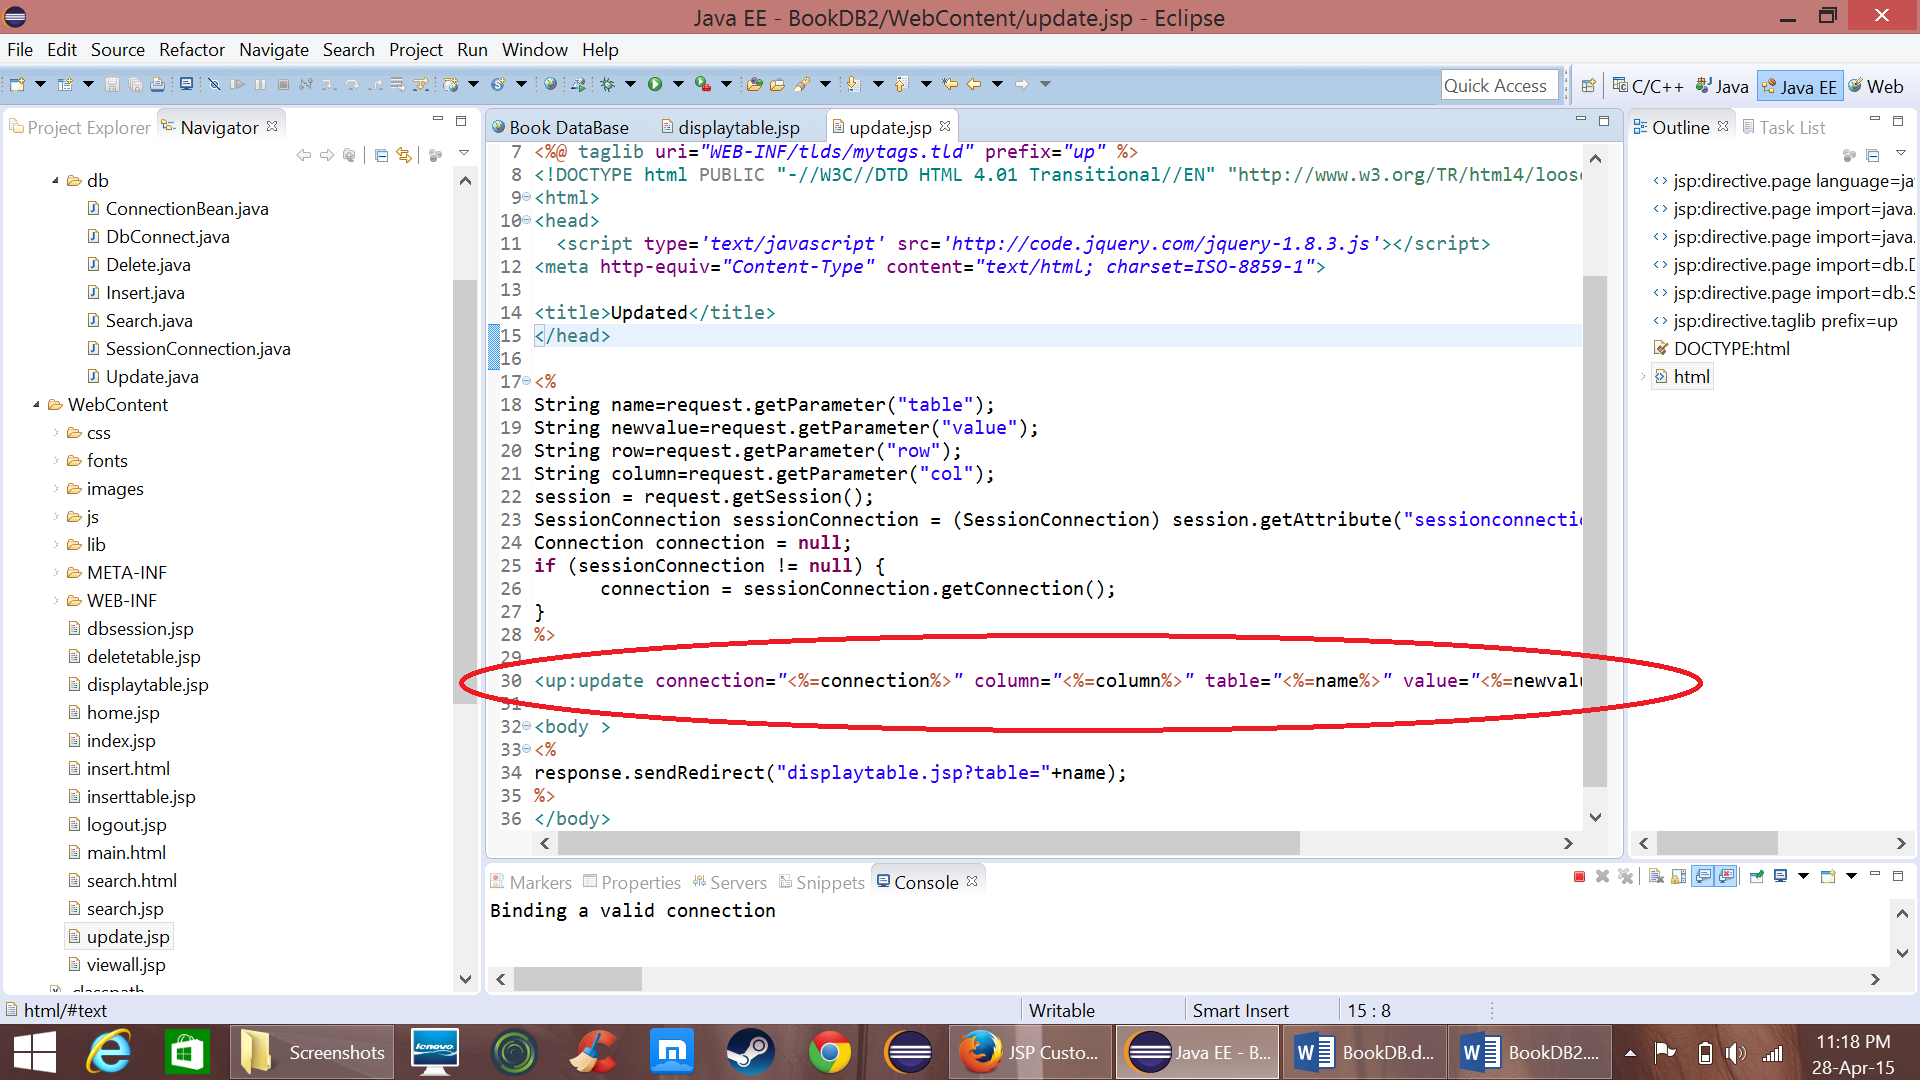 Java EE - BookDB2/WebContent/update.jsp - Eclipse
File Edit Source Refactor Navigate Search Project Run Window Help
Quick Access
C/C++ Java Java EE Web
Project Explorer Navigator
Book DataBase displaytable.jsp update.jsp
Outline Task List
db
ConnectionBean.java
DbConnect.java
Delete.java
Insert.java
Search.java
SessionConnection.java
Update.java
WebContent
css
fonts
images
js
lib
META-INF
WEB-INF
dbsession.jsp
deletetable.jsp
displaytable.jsp
home.jsp
index.jsp
insert.html
inserttable.jsp
logout.jsp
main.html
search.html
search.jsp
update.jsp
viewall.jsp
.classpath
7 <%@ taglib uri="WEB-INF/tlds/mytags.tld" prefix="up" %>
8 <!DOCTYPE html PUBLIC "-//W3C//DTD HTML 4.01 Transitional//EN" "http://www.w3.org/TR/html4/loose
9 <html>
10 <head>
11 <script type='text/javascript' src='http://code.jquery.com/jquery-1.8.3.js'></script>
12 <meta http-equiv="Content-Type" content="text/html; charset=ISO-8859-1">
13
14 <title>Updated</title>
15 </head>
16
17 <%
18 String name=request.getParameter("table");
19 String newvalue=request.getParameter("value");
20 String row=request.getParameter("row");
21 String column=request.getParameter("col");
22 session = request.getSession();
23 SessionConnection sessionConnection = (SessionConnection) session.getAttribute("sessionconnectio
24 Connection connection = null;
25 if (sessionConnection != null) {
26 connection = sessionConnection.getConnection();
27 }
28 %>
29
30 <up:update connection="<%=connection%>" column="<%=column%>" table="<%=name%>" value="<%=newvalu
31
32 <body >
33 <%
34 response.sendRedirect("displaytable.jsp?table="+name);
35 %>
36 </body>
jsp:directive.page language=ja
jsp:directive.page import=java.
jsp:directive.page import=java.
jsp:directive.page import=db.D
jsp:directive.page import=db.S
jsp:directive.taglib prefix=up
DOCTYPE:html
html
Markers Properties Servers Snippets Console
Binding a valid connection
html/#text Writable Smart Insert 15 : 8
Screenshots lenovo JSP Custo... Java EE - B... BookDB.d... BookDB2....
11:18 PM
28-Apr-15